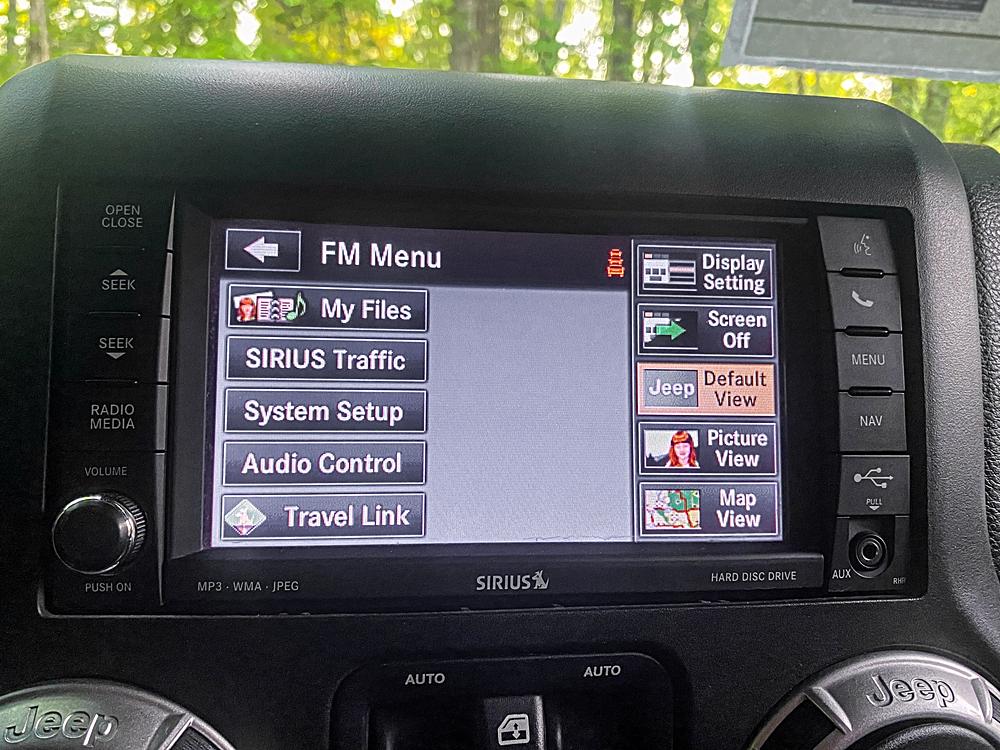 OPEN
CLOSE
SEEK
SEEK
RADIO
MEDIA
VOLUME
PUSH ON
FM Menu
My Files
SIRIUS Traffic
System Setup
Audio Control
Travel Link
Display
Setting
Screen
Off
Jeep
Default
View
Picture
View
Map
View
MENU
NAV
PULL
AUX
RHR
MP3 · WMA · JPEG
SIRIUS
HARD DISC DRIVE
AUTO
AUTO
Jeep
Jeep